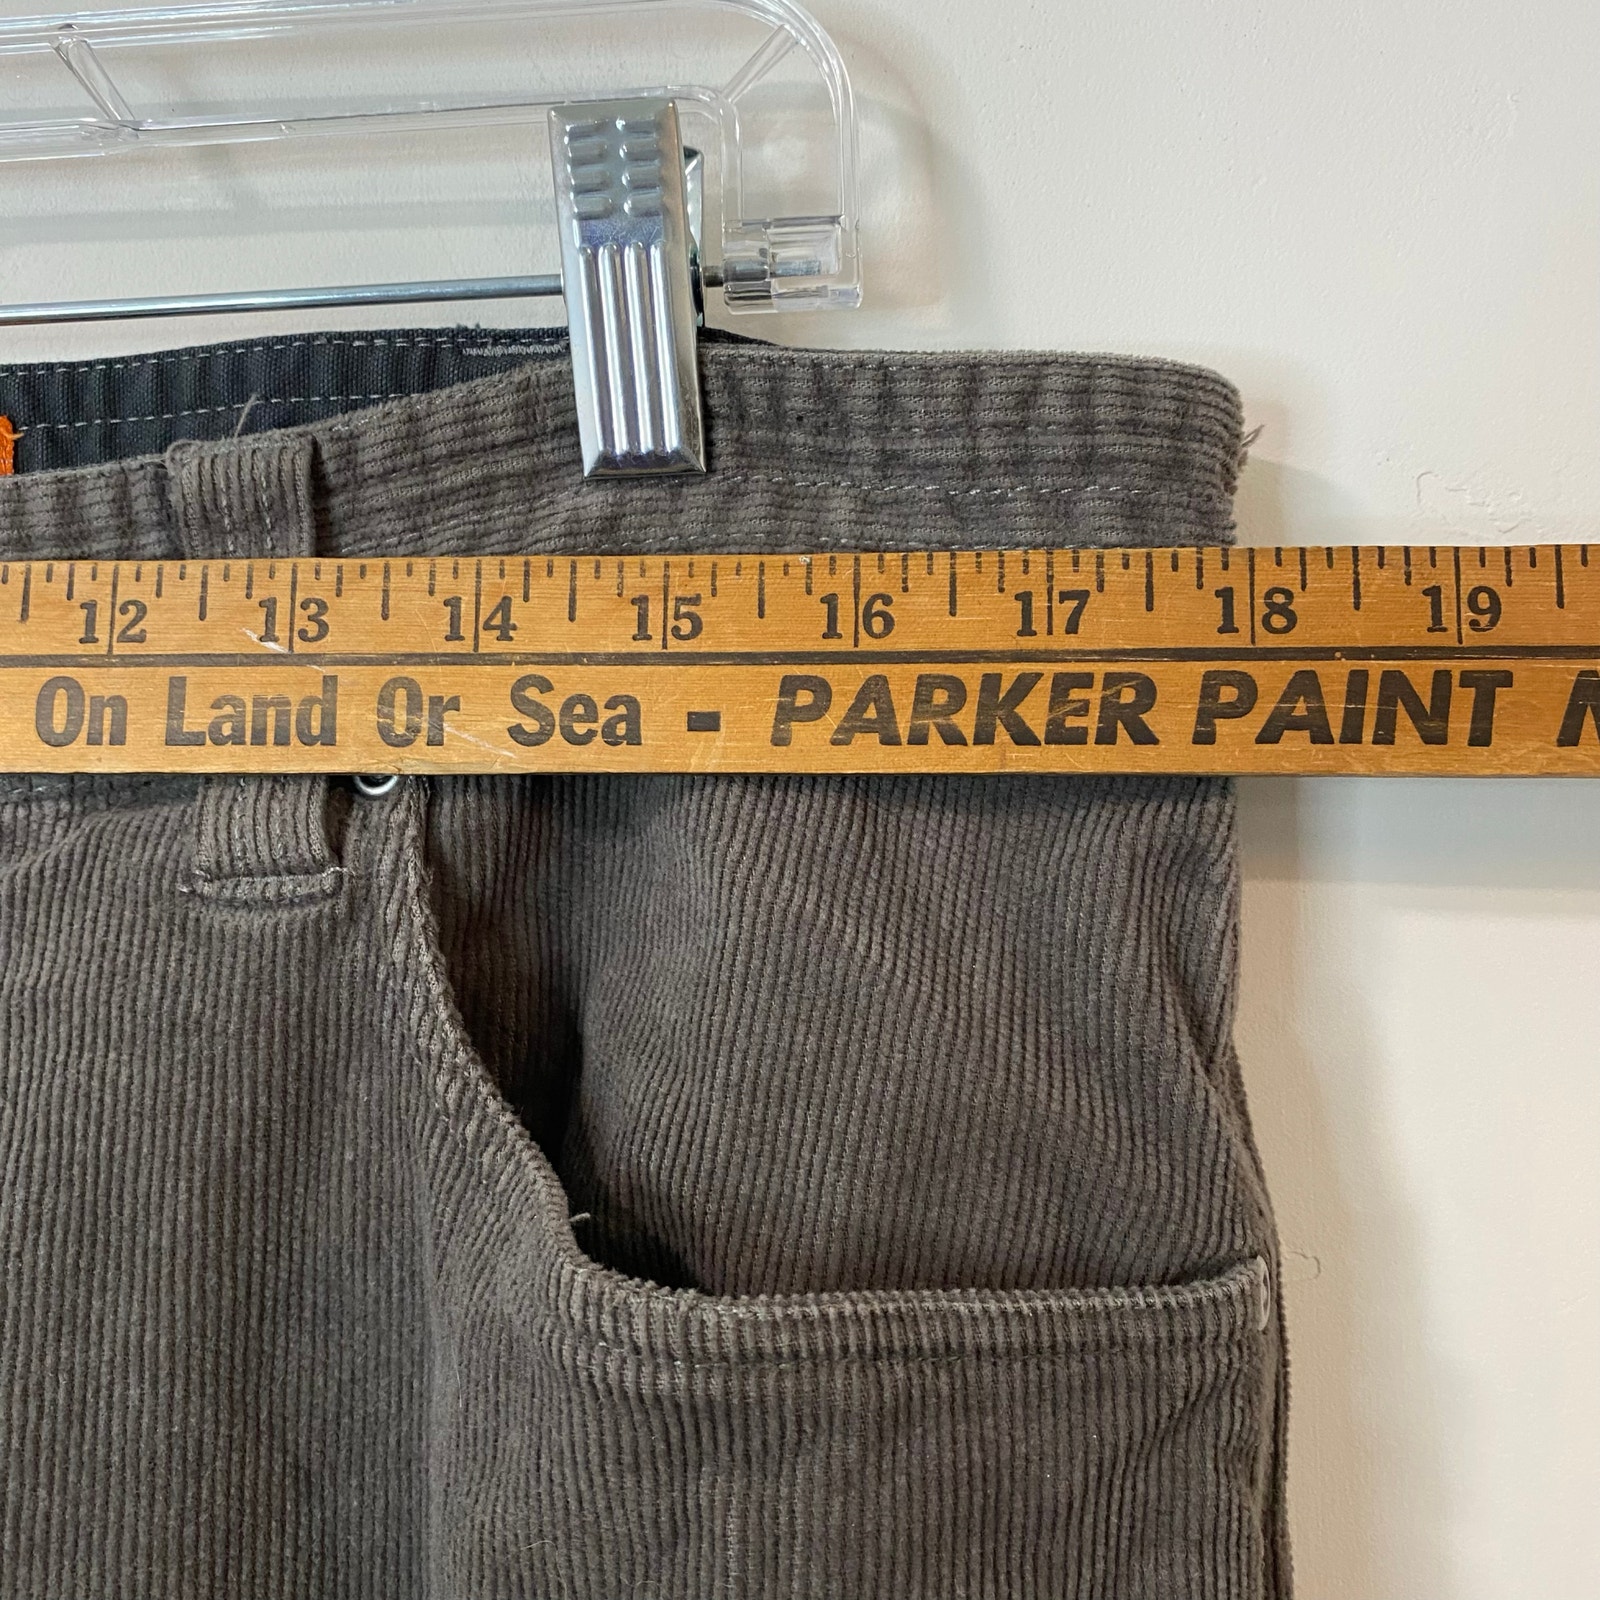 12 13 14 15 16 17 18 19
On Land Or Sea - PARKER PAINT